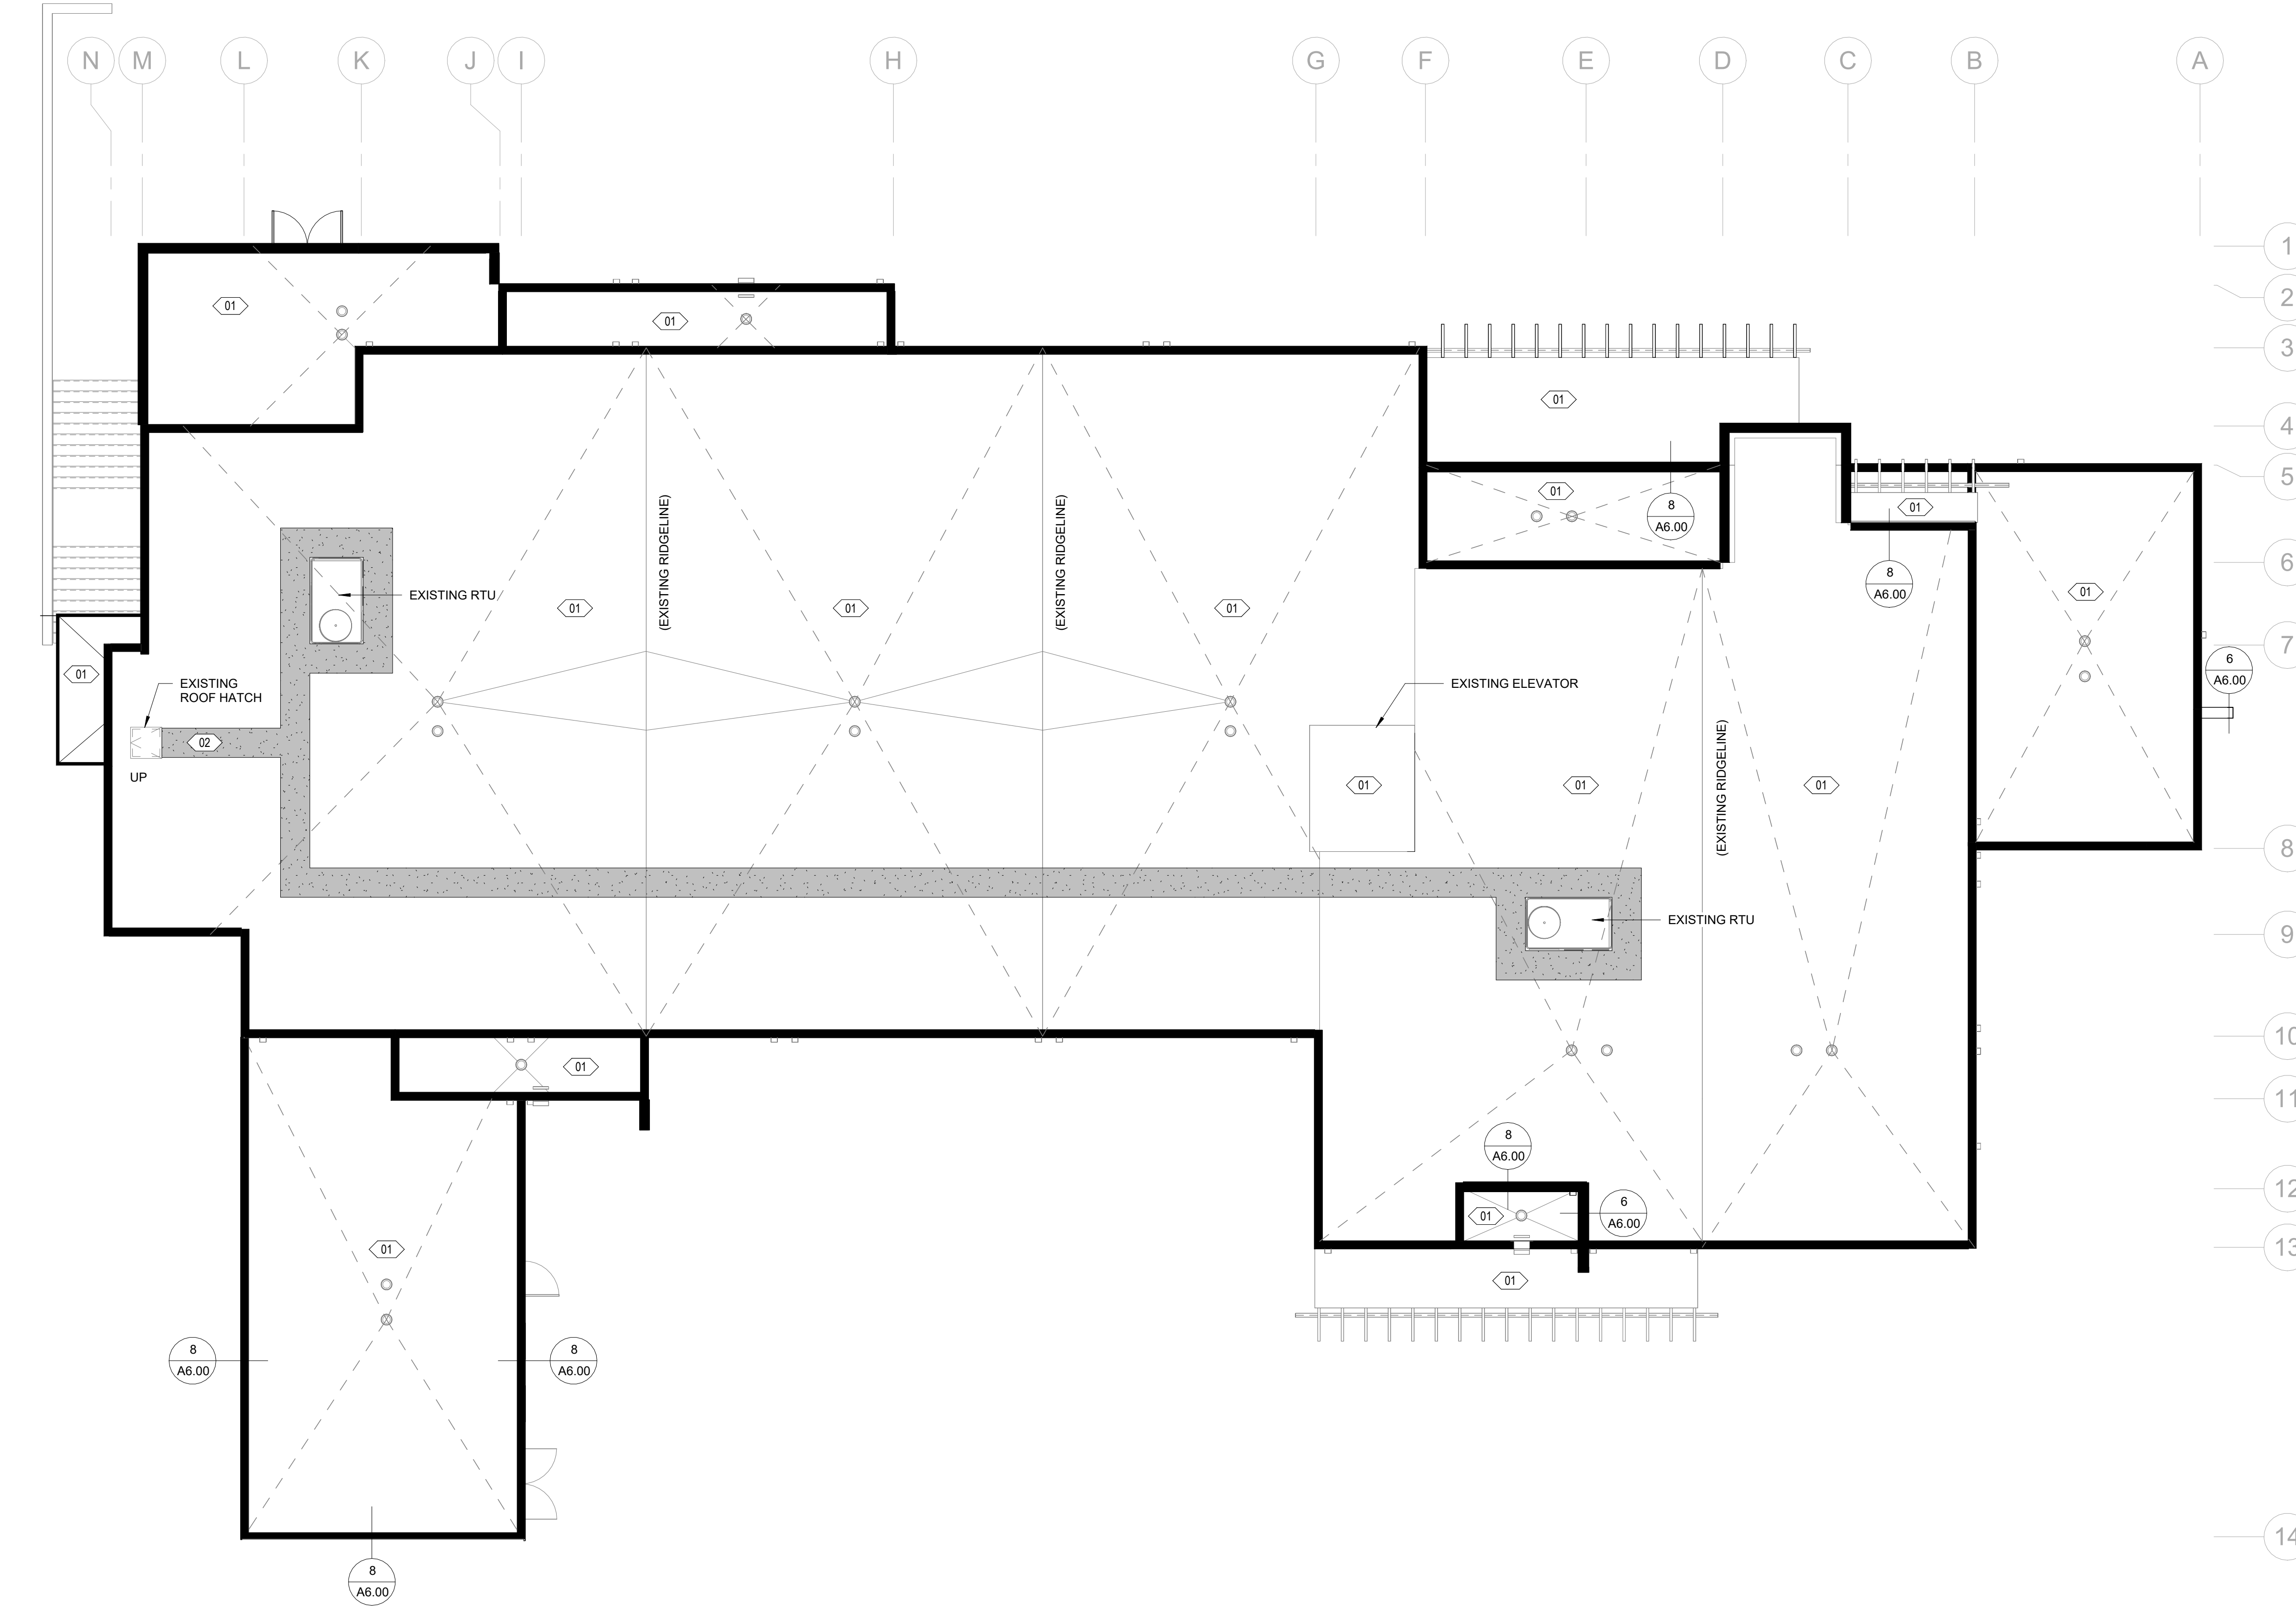 N
M
L
K
J
I
H
G
F
E
D
C
B
A
1
2
3
4
5
6
7
8
9
10
11
12
13
14
01
01
01
01
8
A6.00
01
8
A6.00
01
6
A6.00
(EXISTING RIDGELINE)
(EXISTING RIDGELINE)
EXISTING RTU
01
01
01
01
EXISTING
ROOF HATCH
02
UP
EXISTING ELEVATOR
01
01
01
(EXISTING RIDGELINE)
EXISTING RTU
01
8
A6.00
01
6
A6.00
01
01
8
A6.00
8
A6.00
8
A6.00